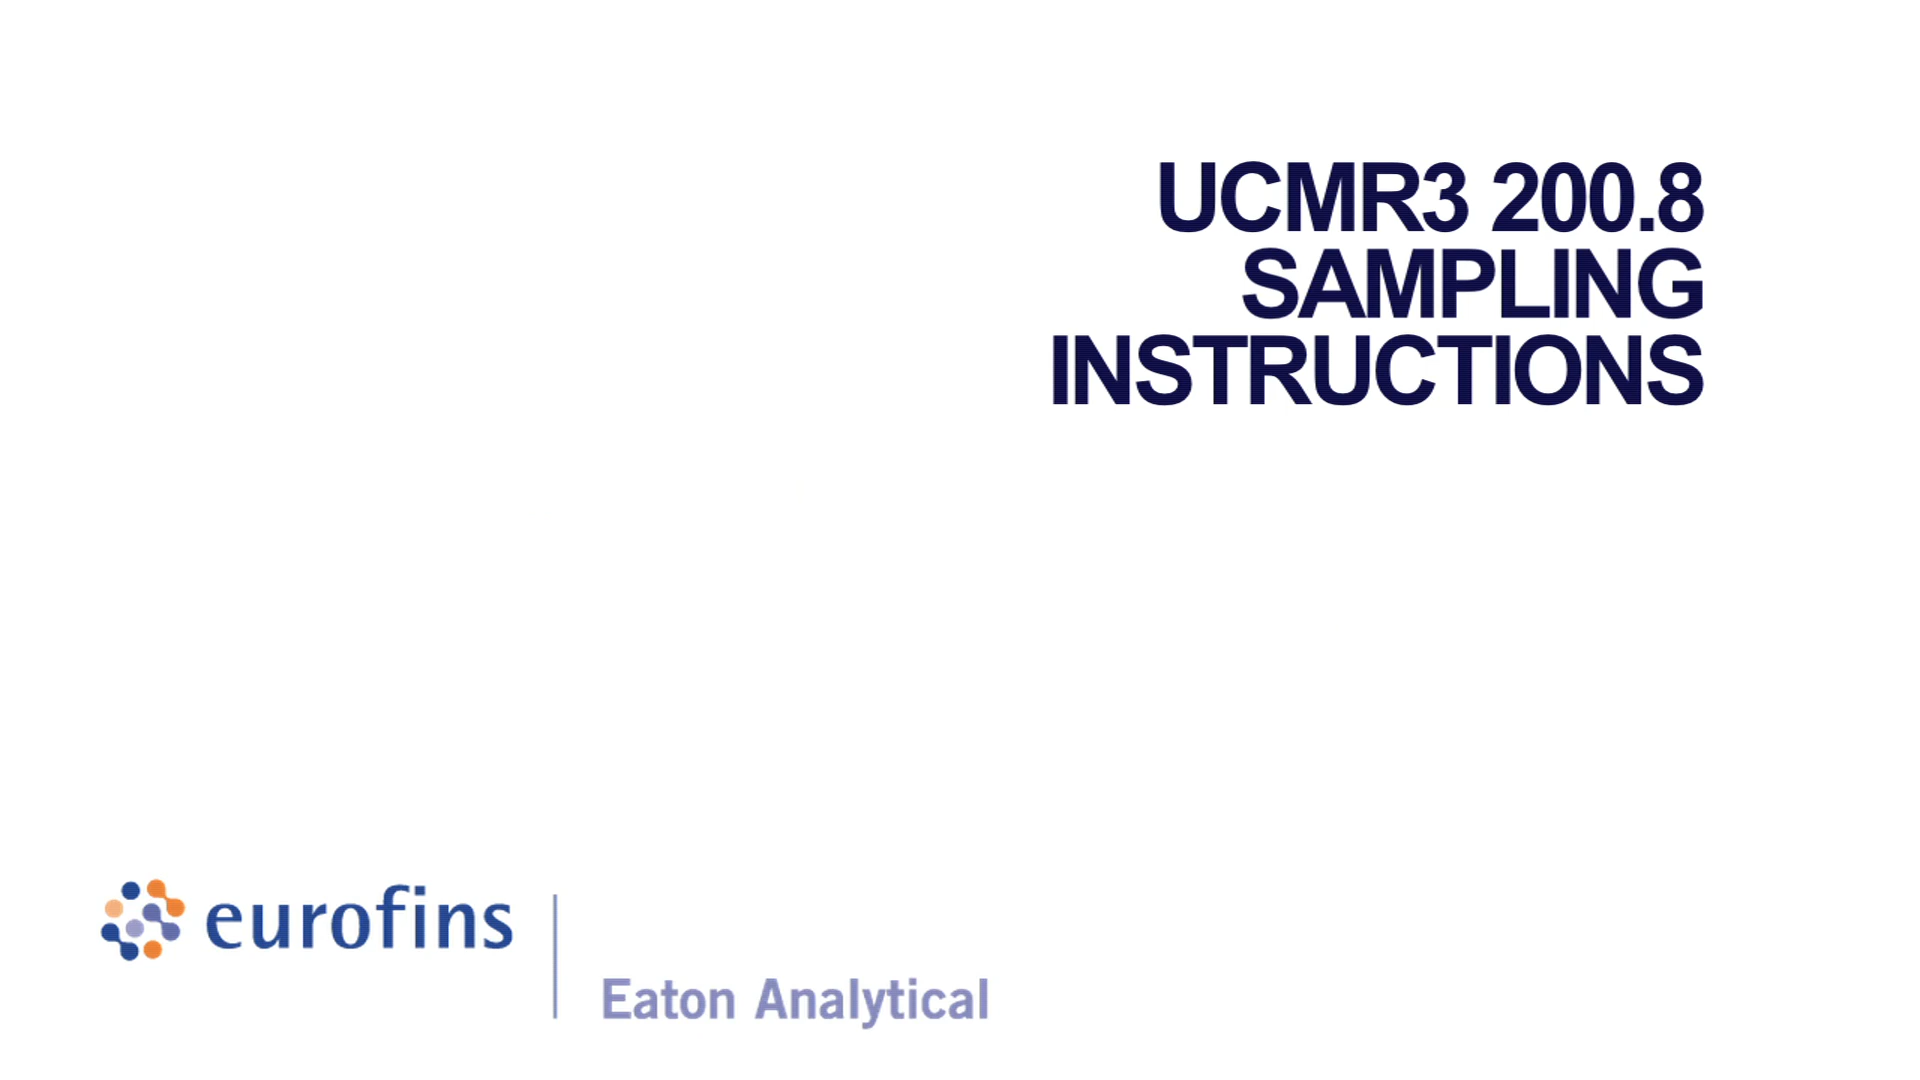 UCMR3 200.8
SAMPLING
INSTRUCTIONS
eurofins
Eaton Analytical